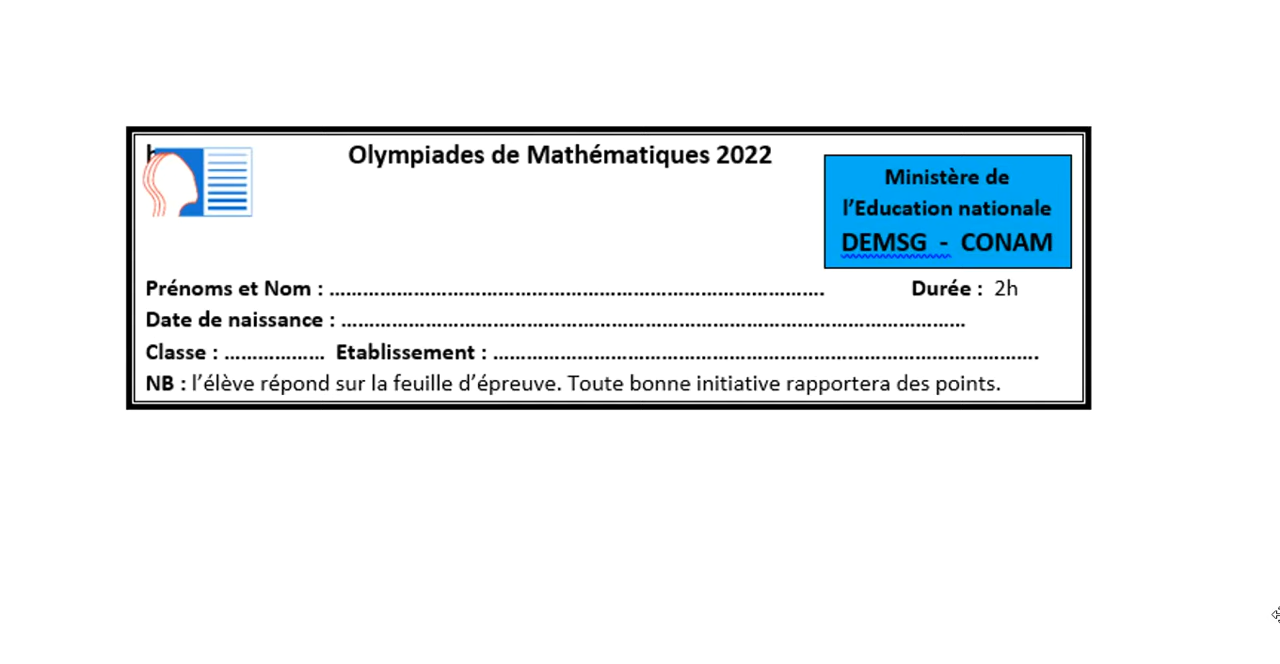 Olympiades de Mathématiques 2022
Ministère de
l'Education nationale
DEMSG - CONAM
Prénoms et Nom : ……………………………………………………………………………. Durée : 2h
Date de naissance : …………………………………………………………………………………………………
Classe : ……………… Etablissement : …………………………………………………………………………………….
NB : l'élève répond sur la feuille d'épreuve. Toute bonne initiative rapportera des points.